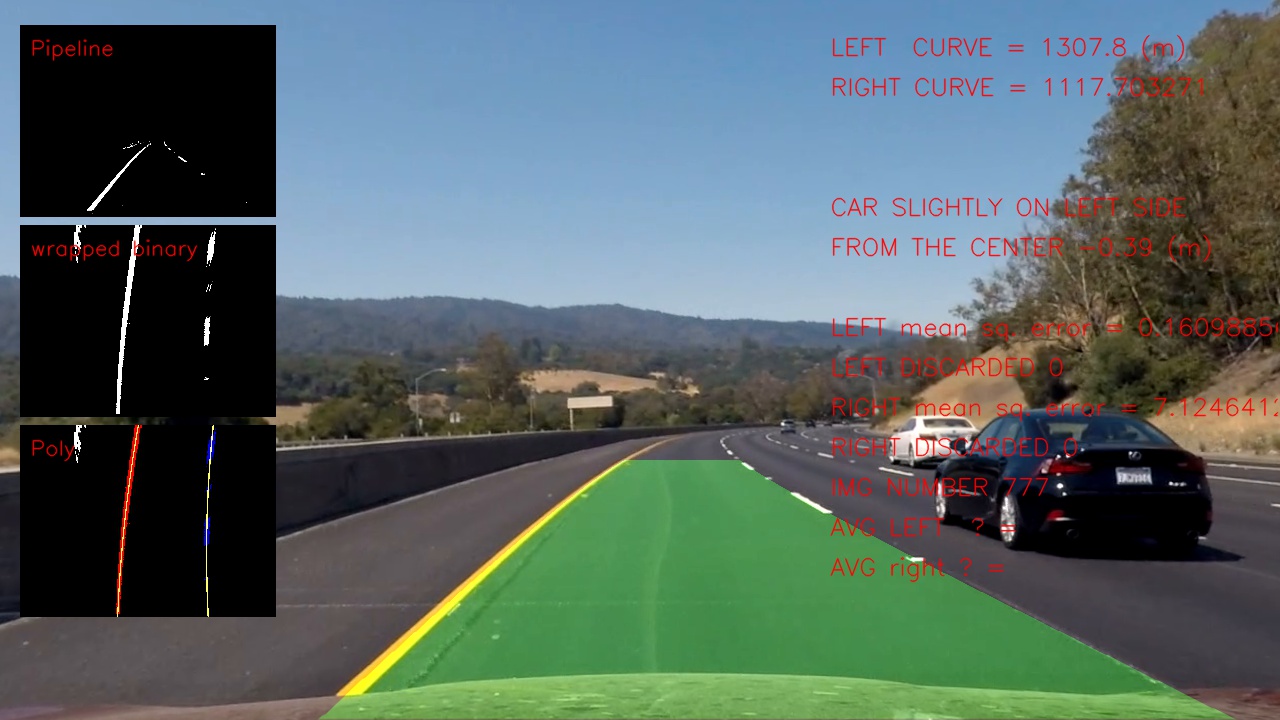 Pipeline
wrapped binary
Poly
LEFT CURVE = 1307.8 (m)
RIGHT CURVE = 1117.703271
CAR SLIGHTLY ON LEFT SIDE
FROM THE CENTER -0.39 (m)
LEFT mean sq. error = 0.1609885
LEFT DISCARDED 0
RIGHT mean sq. error = 7.124641
RIGHT DISCARDED 0
IMG NUMBER 777
AVG LEFT ? =
AVG right ? =